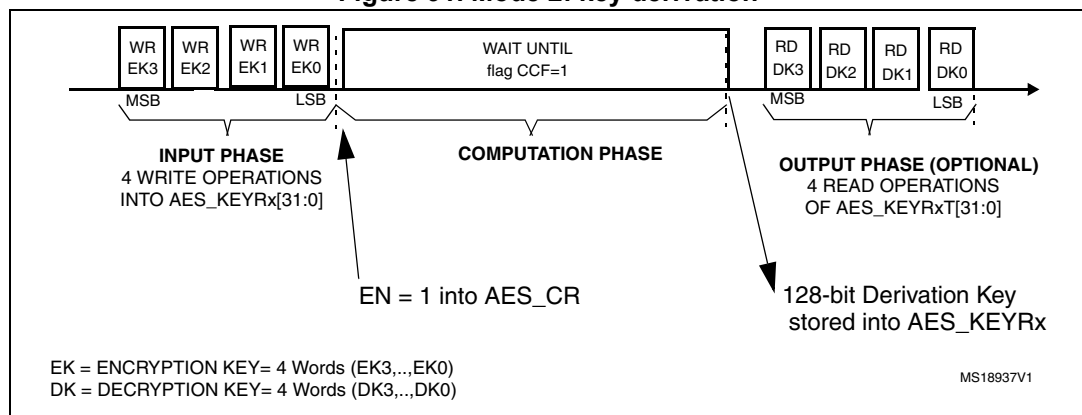 Figure 61. Mode 2: key derivation
WR EK3
WR EK2
WR EK1
WR EK0
WAIT UNTIL
flag CCF=1
RD DK3
RD DK2
RD DK1
RD DK0
MSB
LSB
MSB
LSB
INPUT PHASE
4 WRITE OPERATIONS
INTO AES_KEYRx[31:0]
COMPUTATION PHASE
OUTPUT PHASE (OPTIONAL)
4 READ OPERATIONS
OF AES_KEYRxT[31:0]
EN = 1 into AES_CR
128-bit Derivation Key
stored into AES_KEYRx
EK = ENCRYPTION KEY= 4 Words (EK3,..,EK0)
DK = DECRYPTION KEY= 4 Words (DK3,..,DK0)
MS18937V1